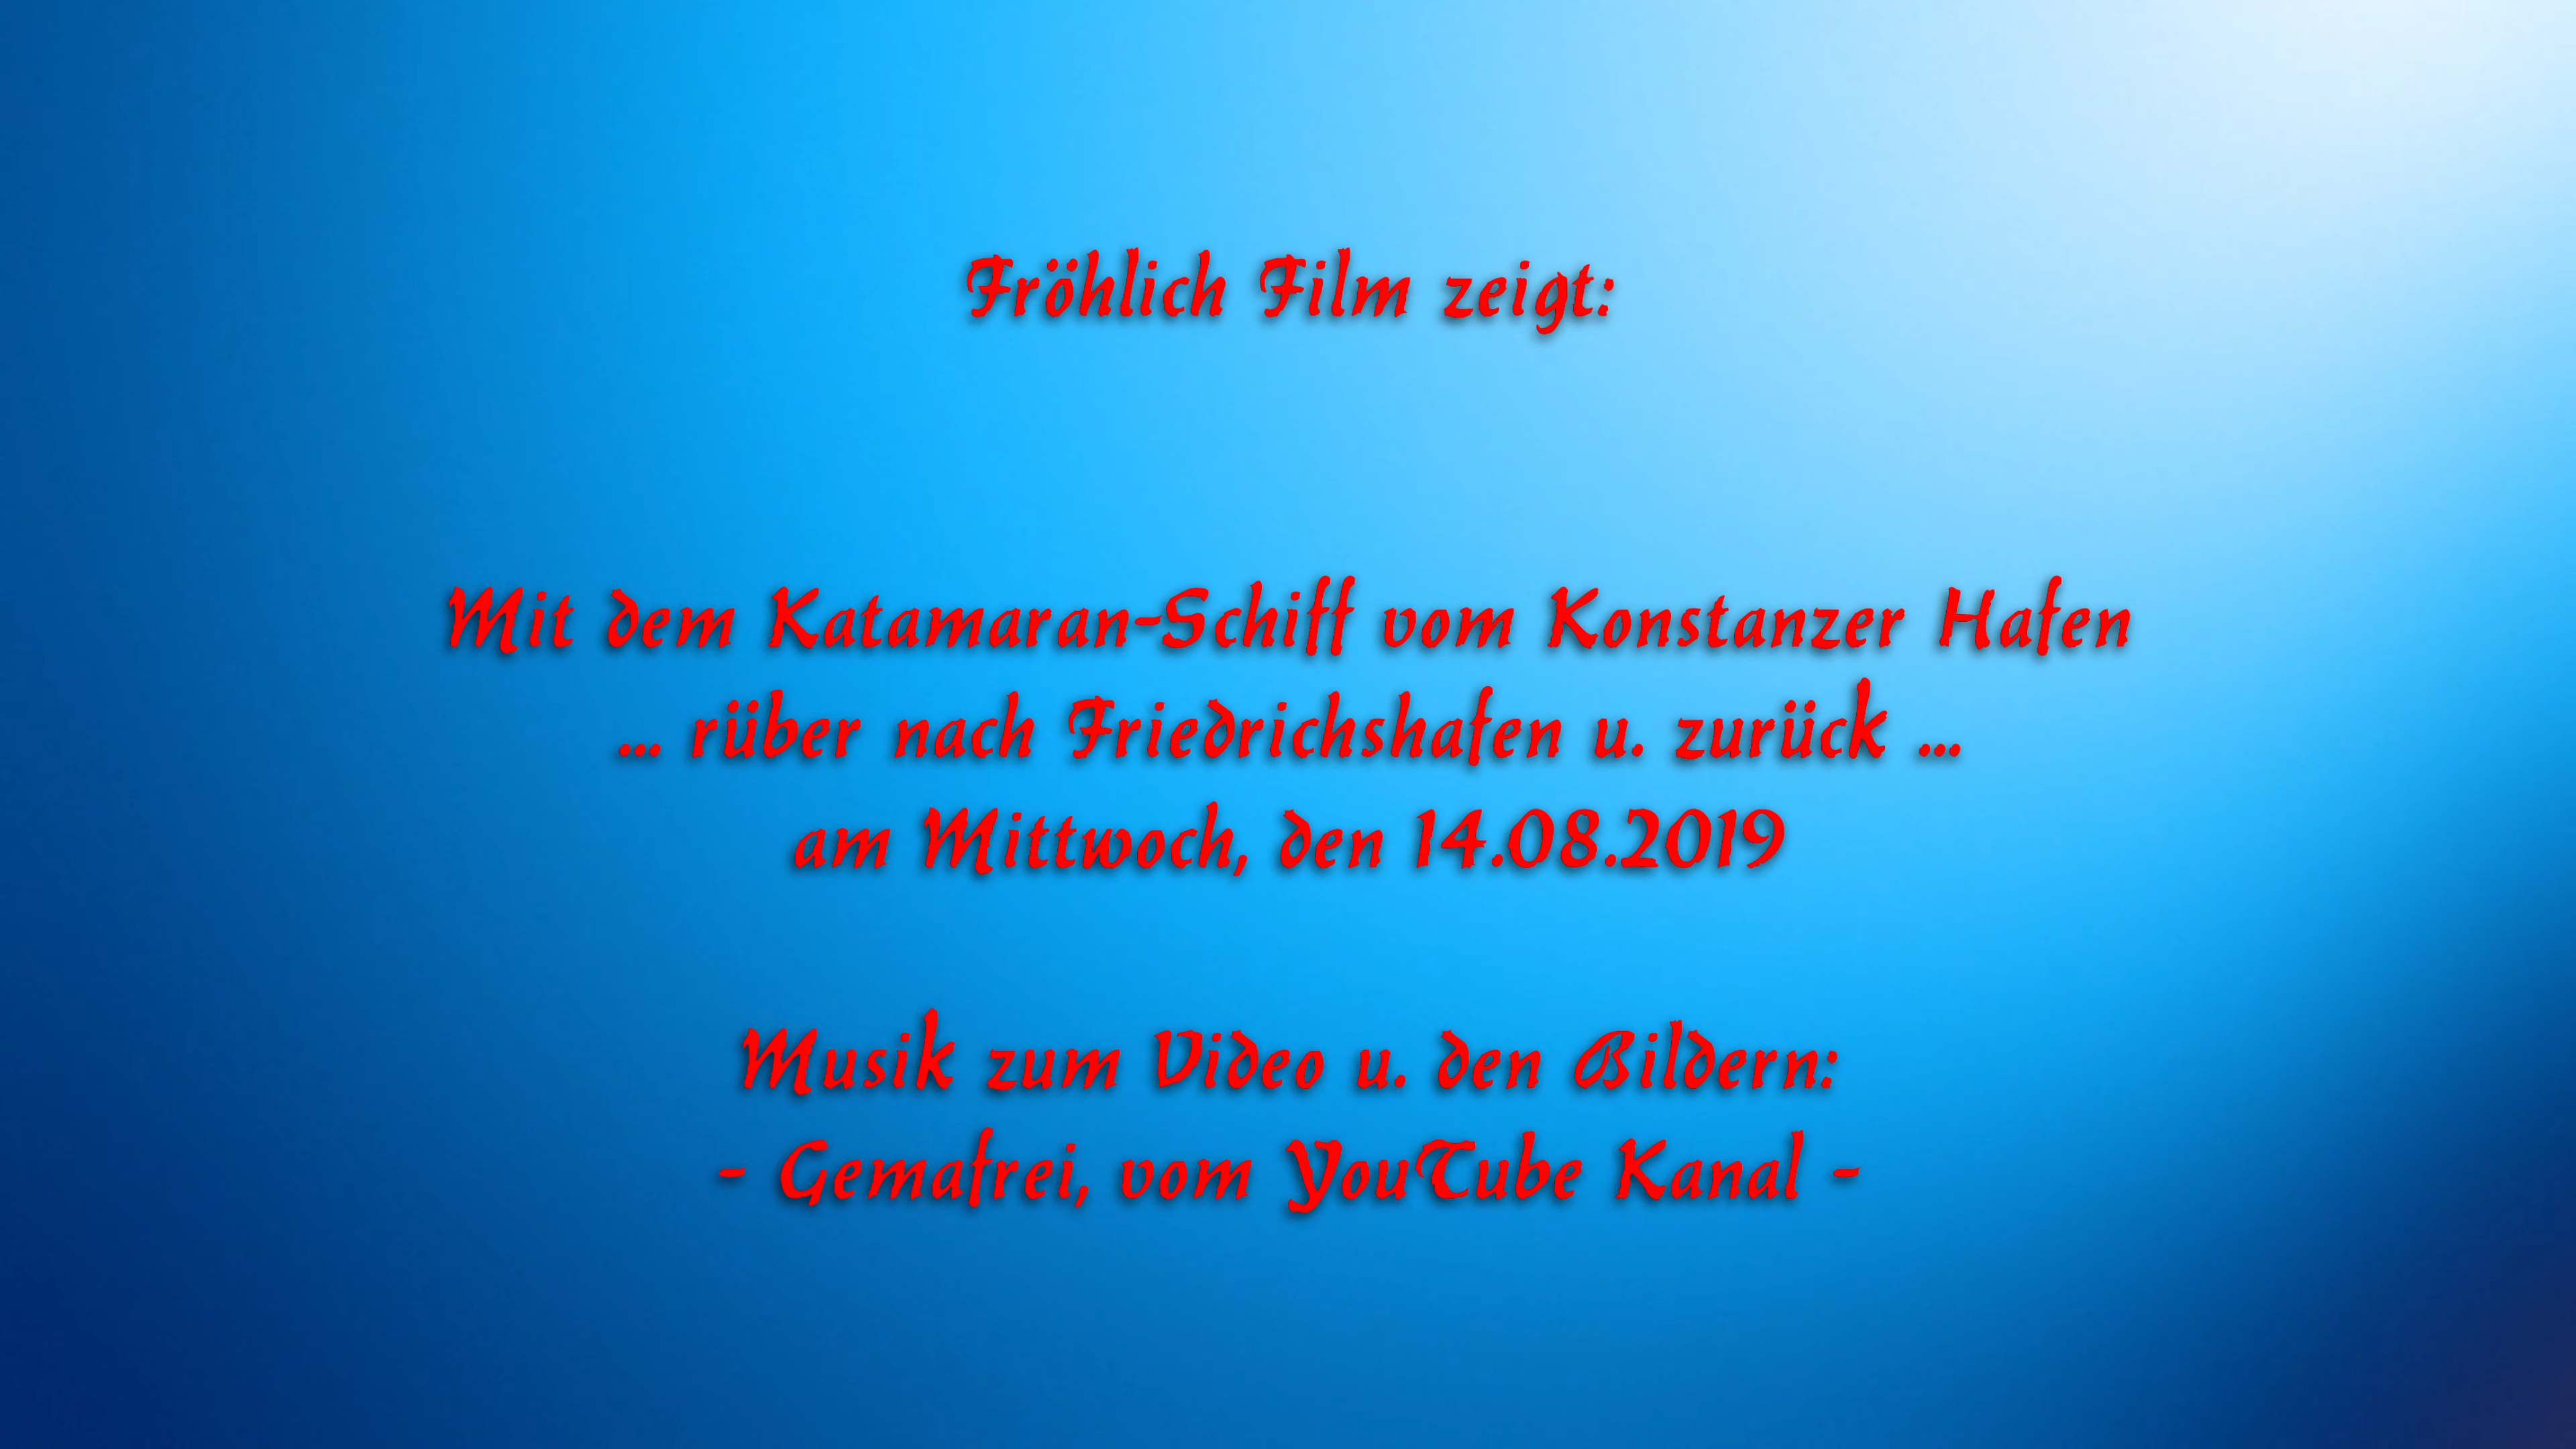 Fröhlich Film zeigt:
Mit dem Katamaran-Schiff vom Konstanzer Hafen
... rüber nach Friedrichshafen u. zurück ...
am Mittwoch, den 14.08.2019
Musik zum Video u. den Bildern:
- Gemafrei, vom YouTube Kanal -